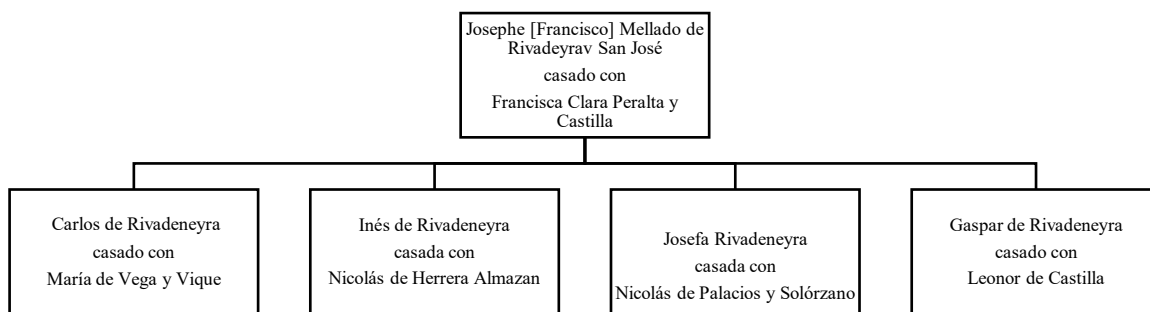 Josephe [Francisco] Mellado de
Rivadeyrav San José
casado con
Francisca Clara Peralta y
Castilla
Carlos de Rivadeneyra
casado con
María de Vega y Vique
Inés de Rivadeneyra
casada con
Nicolás de Herrera Almazan
Josefa Rivadeneyra
casada con
Nicolás de Palacios y Solórzano
Gaspar de Rivadeneyra
casado con
Leonor de Castilla